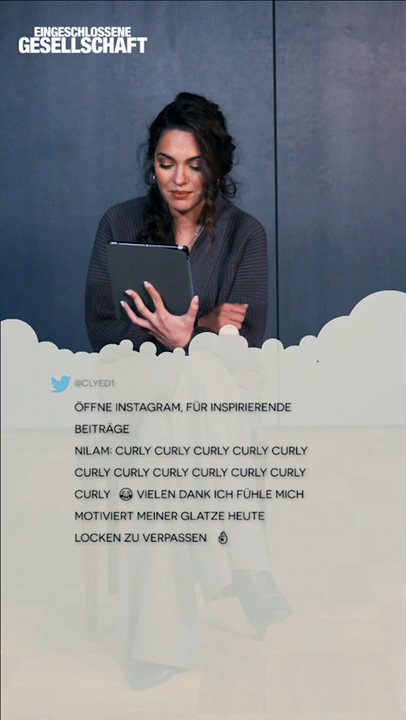 EINGESCHLOSSENE
GESELLSCHAFT
@CLYED1
ÖFFNE INSTAGRAM, FÜR INSPIRIERENDE
BEITRÄGE
NILAM: CURLY CURLY CURLY CURLY CURLY
CURLY CURLY CURLY CURLY CURLY CURLY
CURLY 😂 VIELEN DANK ICH FÜHLE MICH
MOTIVIERT MEINER GLATZE HEUTE
LOCKEN ZU VERPASSEN 👌